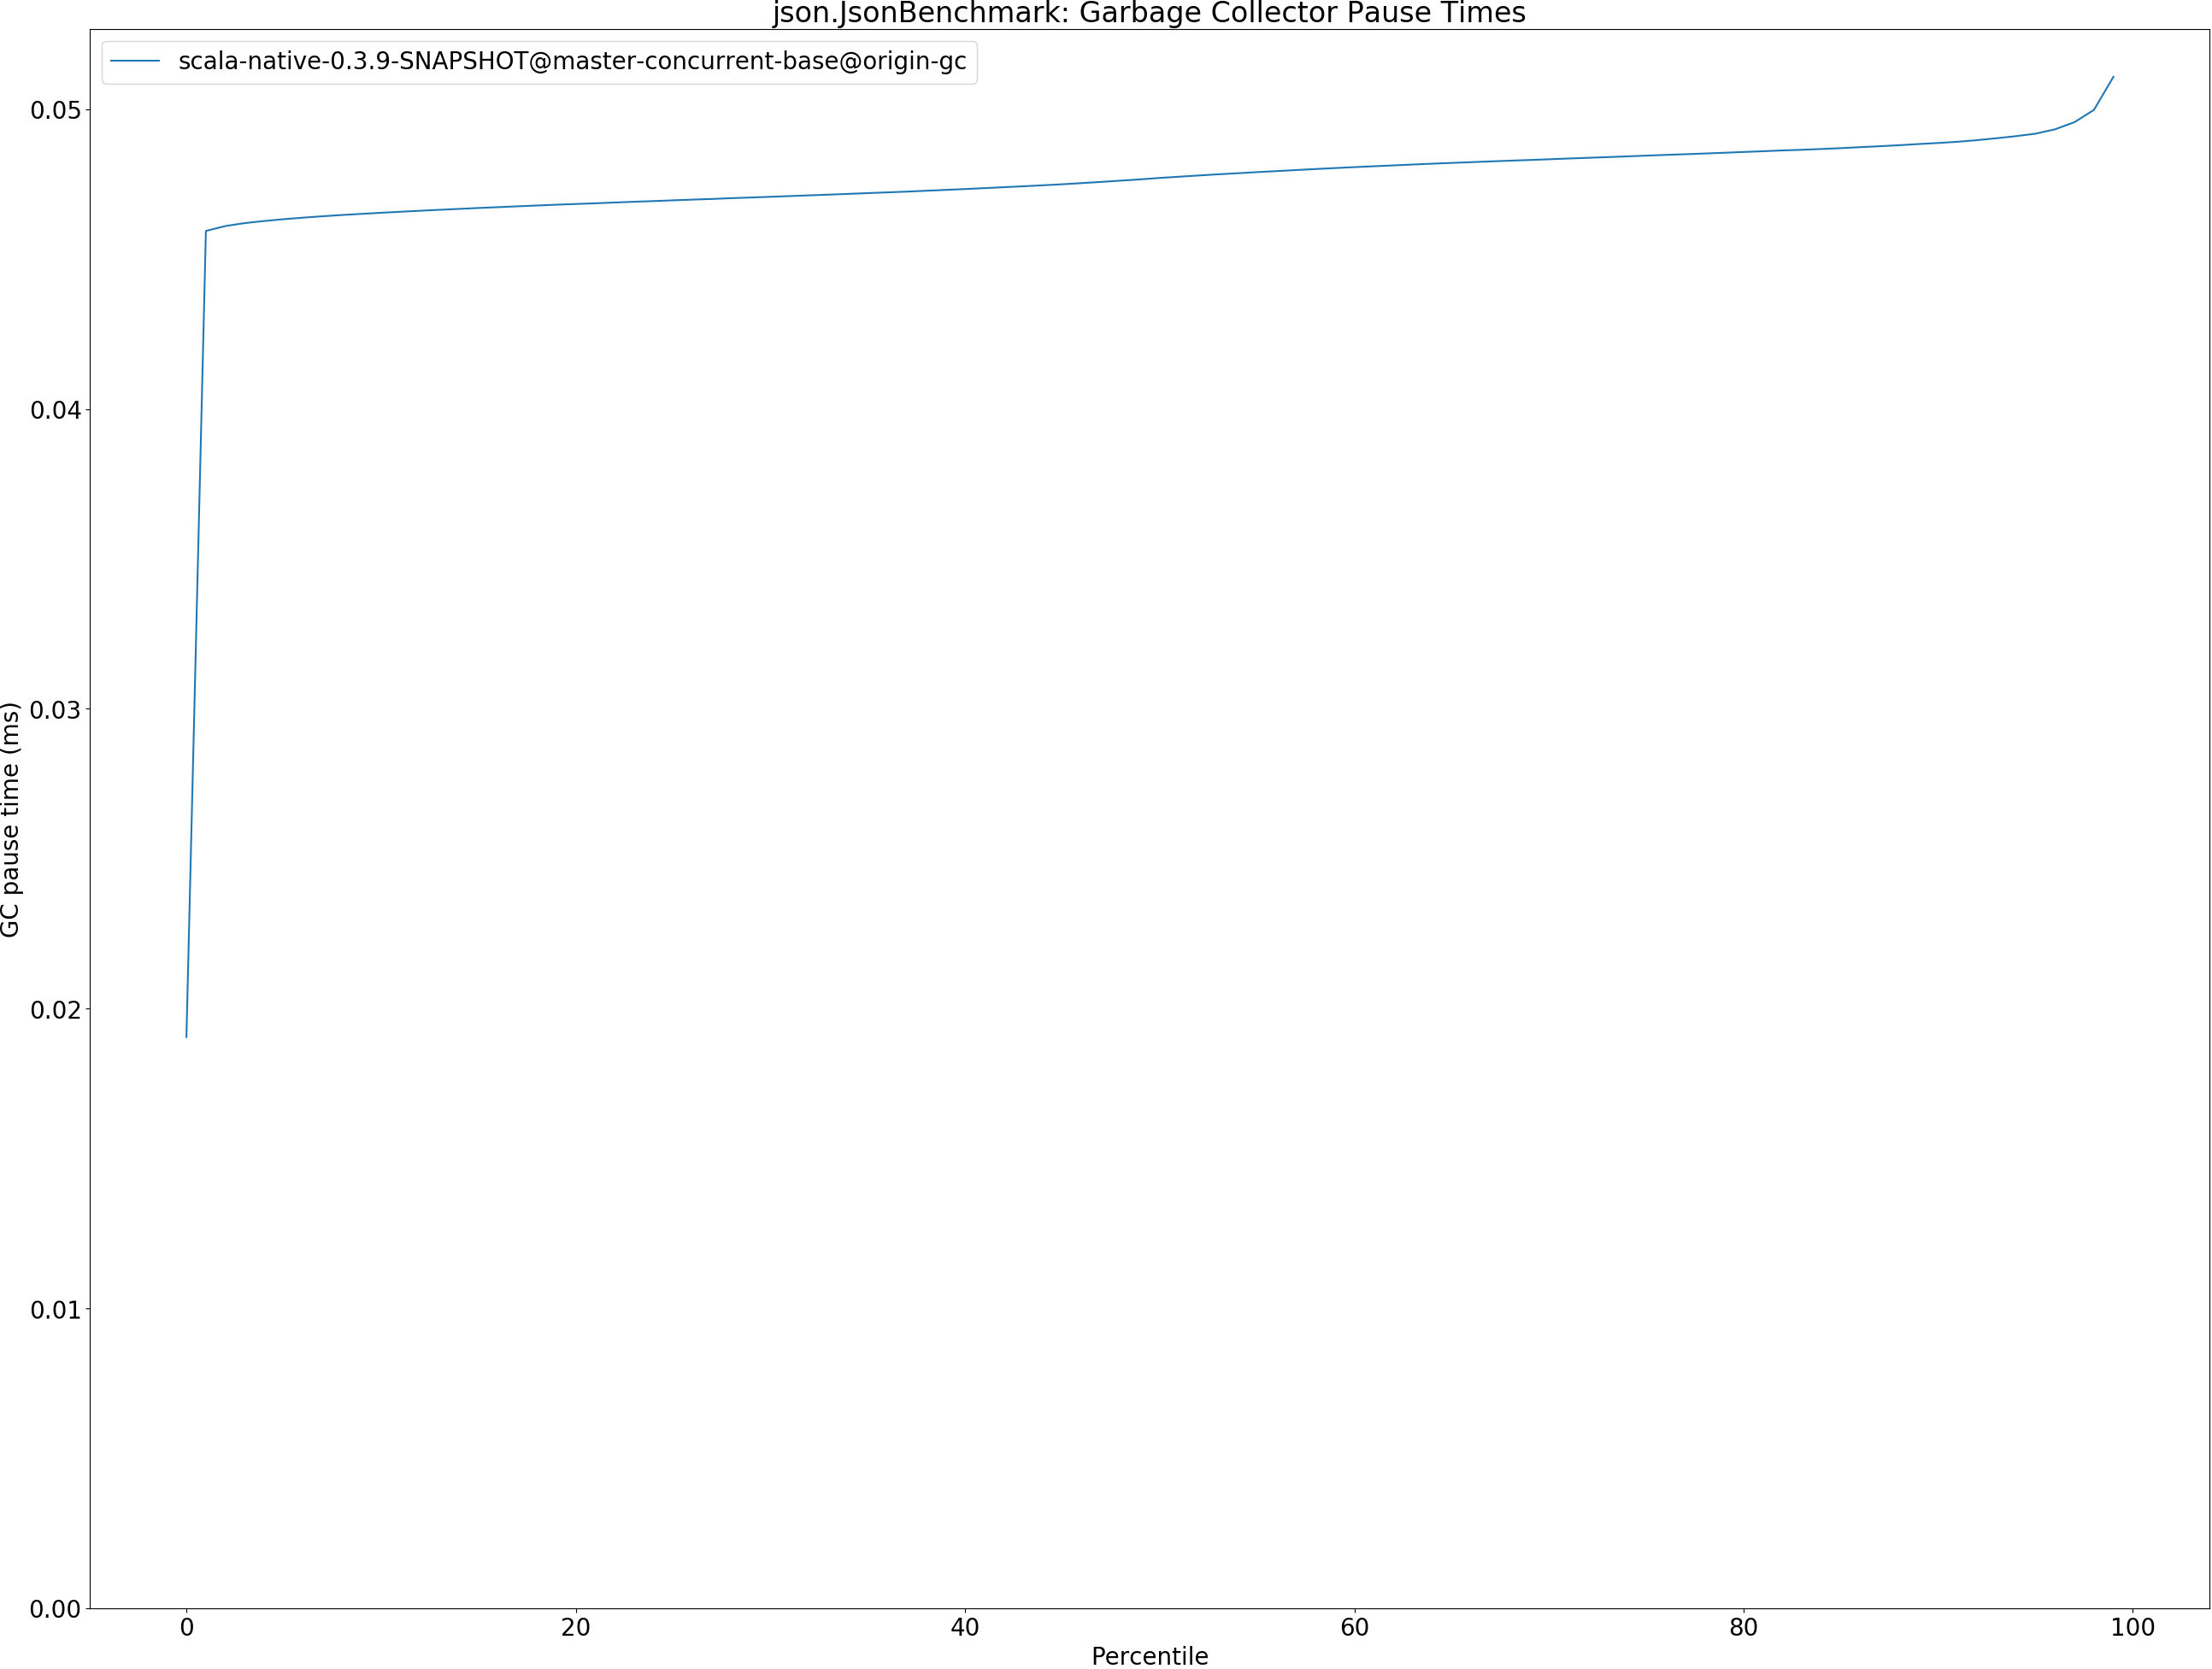 json.JsonBenchmark: Garbage Collector Pause Times
scala-native-0.3.9-SNAPSHOT@master-concurrent-base@origin-gc
0.05
0.04
0.03
0.02
0.01
0.00
GC pause time (ms)
0 20 40 60 80 100
Percentile